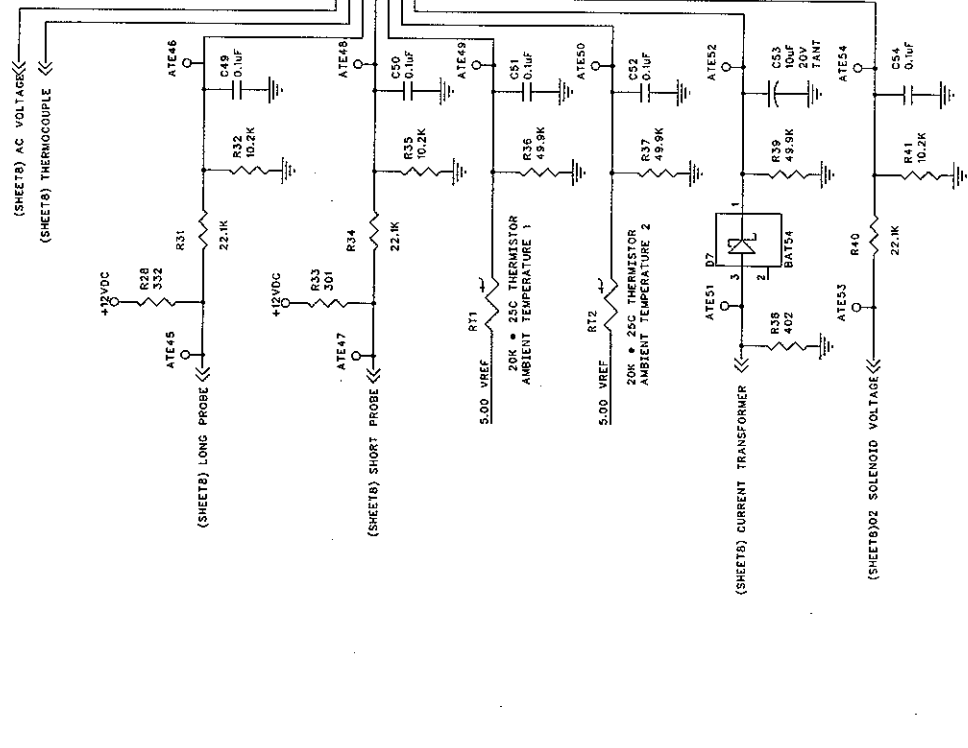 (SHEET8) AC VOLTAGE
(SHEET8) THERMOCOUPLE
ATE46
C49
0.1uF
R32
10.2K
R31
22.1K
+12VDC
R28
332
ATE45
(SHEET8) LONG PROBE
ATE48
C50
0.1uF
R35
10.2K
R34
22.1K
+12VDC
R33
301
ATE47
(SHEET8) SHORT PROBE
ATE49
C51
0.1uF
R36
49.9K
RT1
20K • 25C THERMISTOR
AMBIENT TEMPERATURE 1
5.00 VREF
ATE50
C52
0.1uF
R37
49.9K
RT2
20K • 25C THERMISTOR
AMBIENT TEMPERATURE 2
5.00 VREF
ATE52
C53
10uF
20V
TANT
R39
49.9K
D7
1
3
2
BAT54
ATE51
R38
402
(SHEET8) CURRENT TRANSFORMER
ATE54
C54
0.1uF
R41
10.2K
R40
22.1K
ATE53
(SHEET8)O2 SOLENOID VOLTAGE